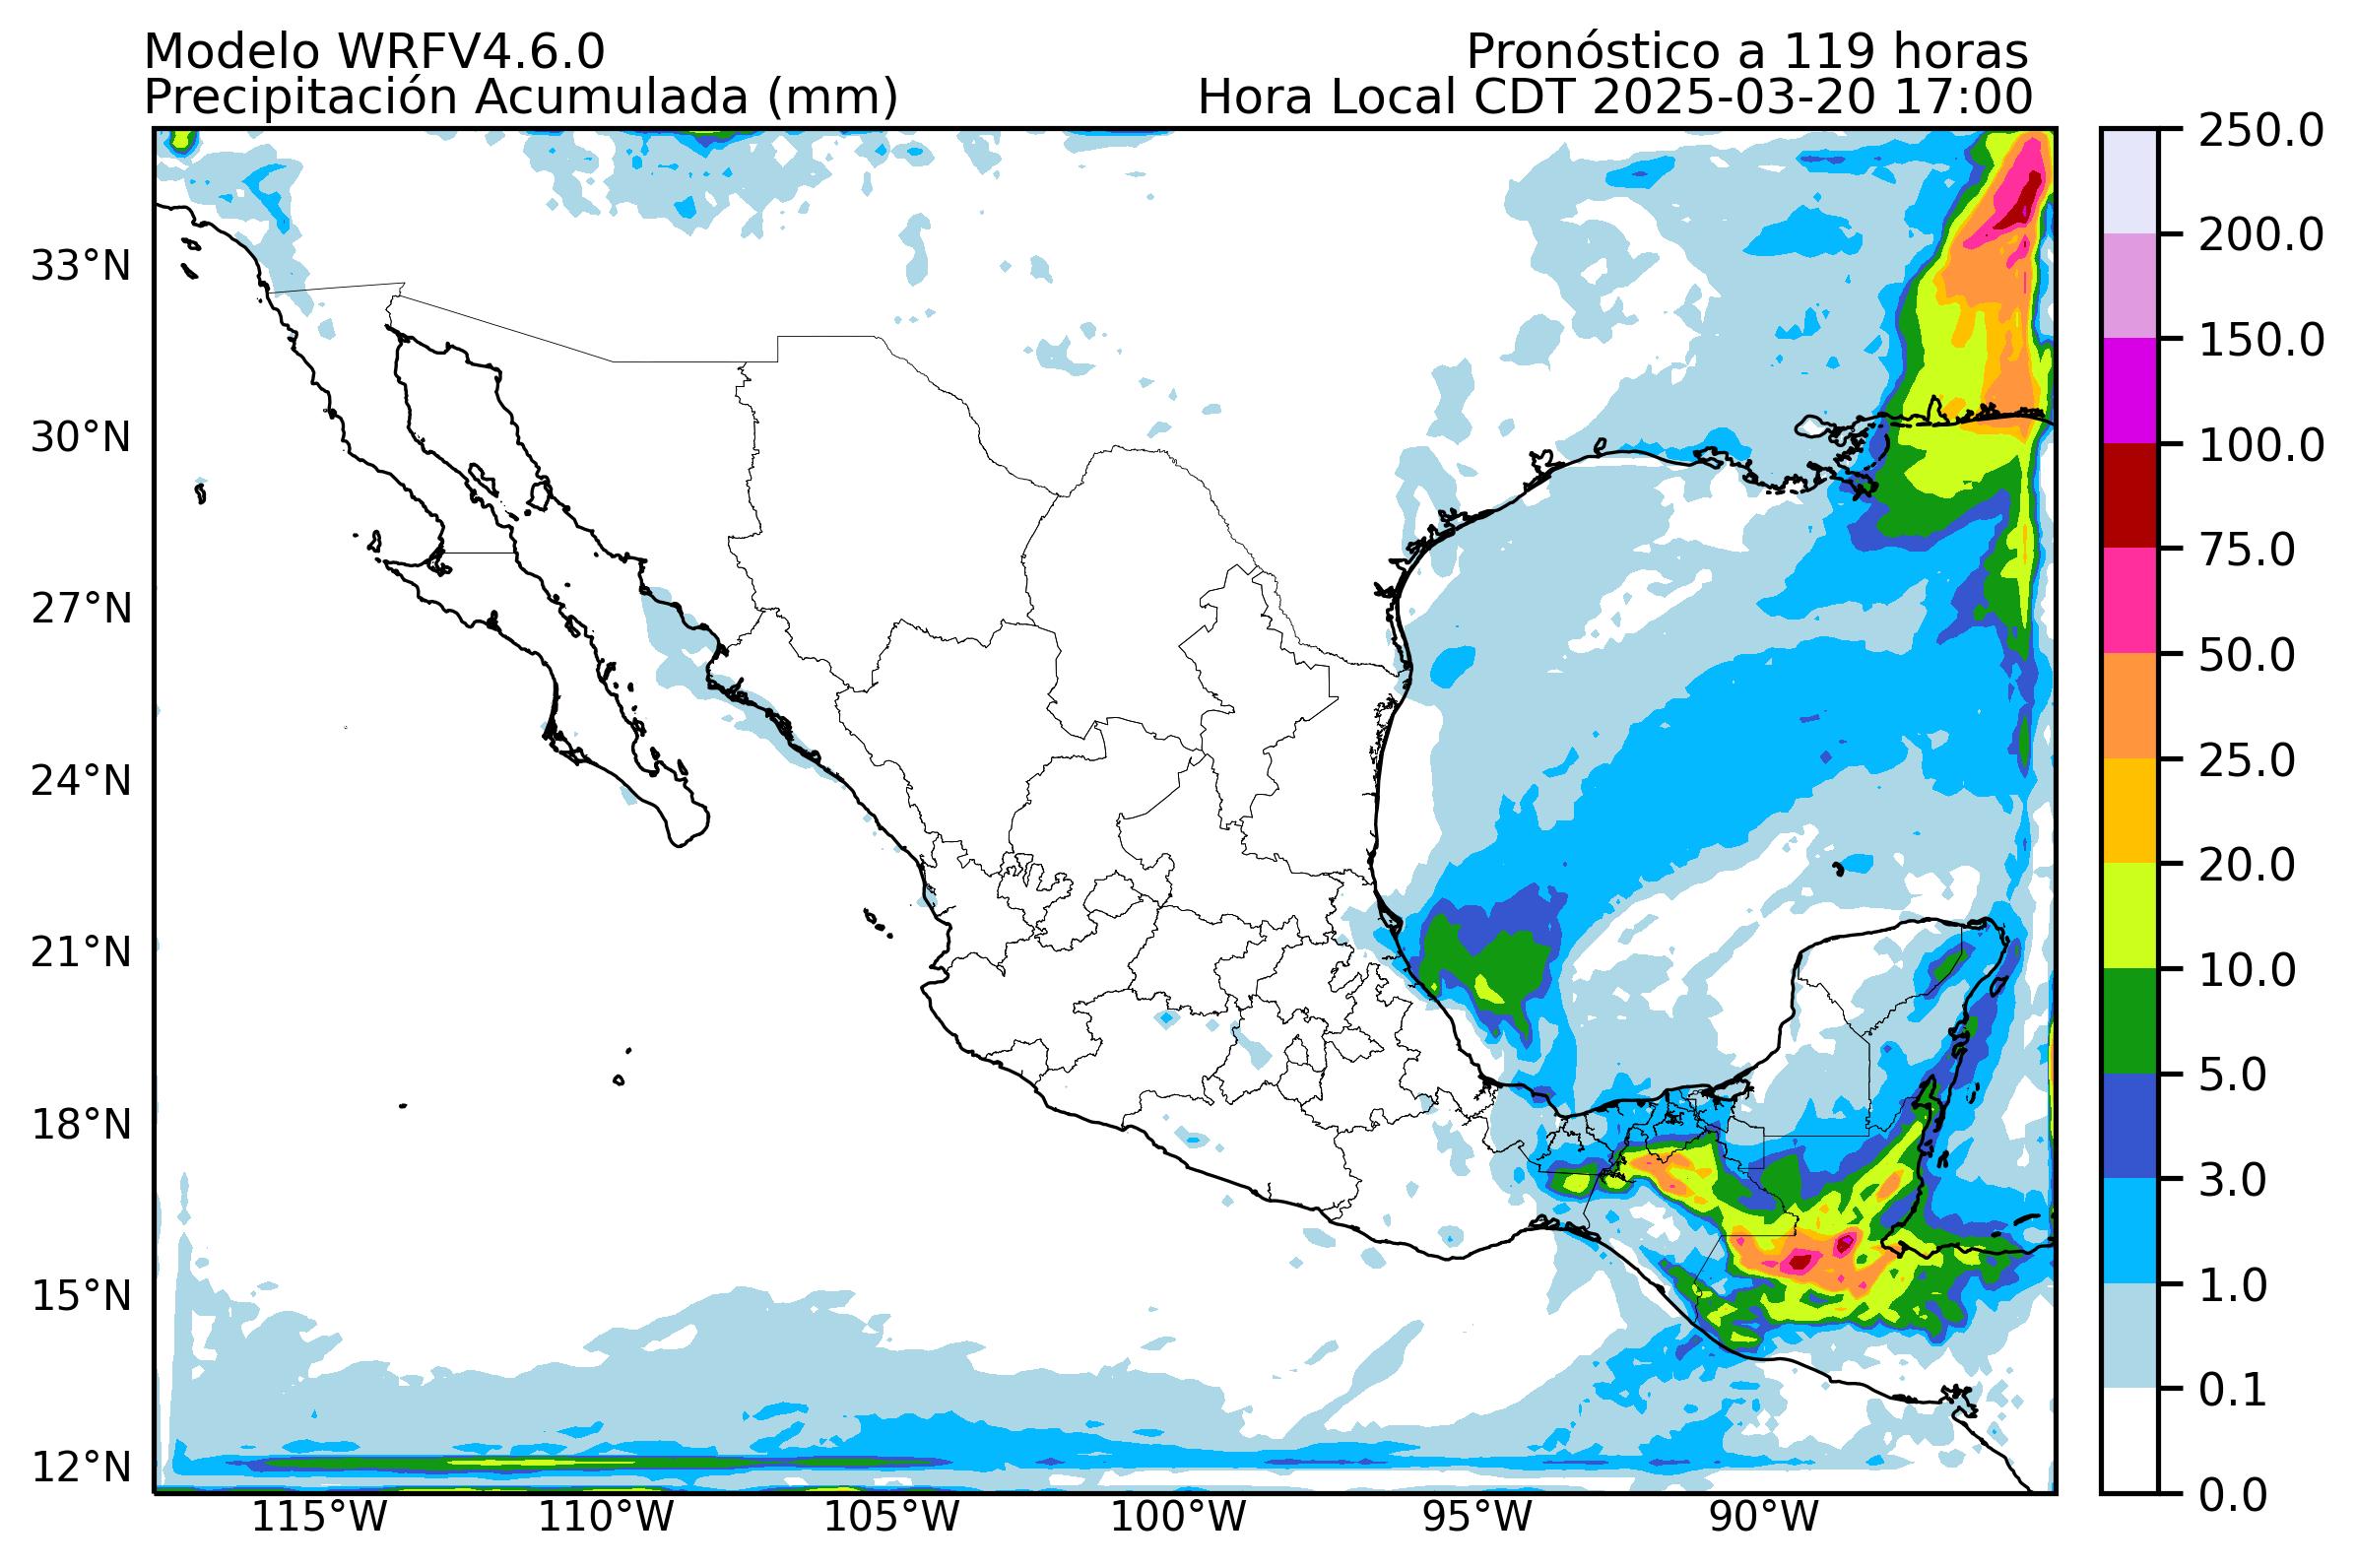 Modelo WRFV4.6.0
Pronóstico a 119 horas
Precipitación Acumulada (mm)
Hora Local CDT 2025-03-20 17:00
33°N
30°N
27°N
24°N
21°N
18°N
15°N
12°N
115°W
110°W
105°W
100°W
95°W
90°W
250.0
200.0
150.0
100.0
75.0
50.0
25.0
20.0
10.0
5.0
3.0
1.0
0.1
0.0